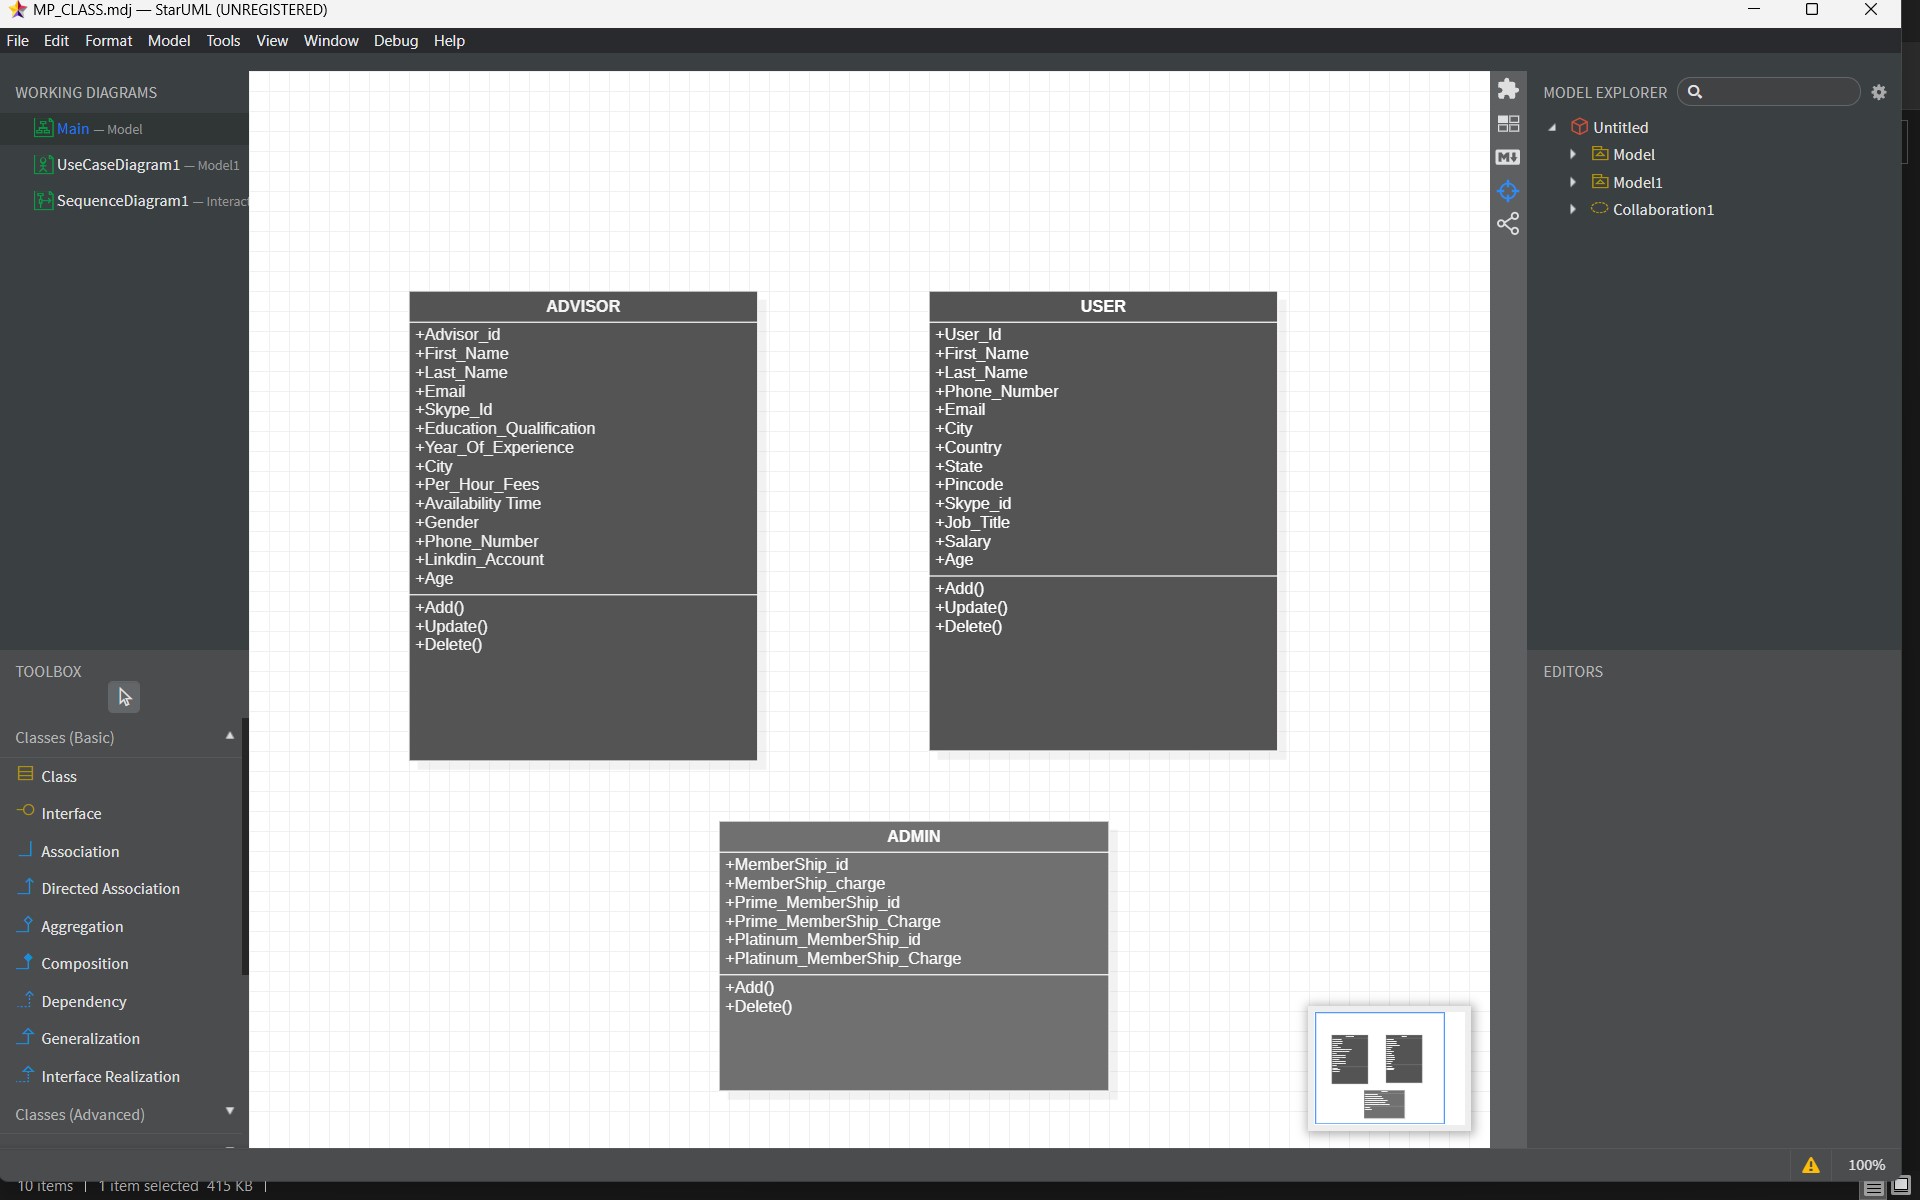 MP_CLASS.mdj — StarUML (UNREGISTERED)
File Edit Format Model Tools View Window Debug Help
WORKING DIAGRAMS
Main — Model
UseCaseDiagram1 — Model1
SequenceDiagram1 — Interac
TOOLBOX
Classes (Basic)
Class
Interface
Association
Directed Association
Aggregation
Composition
Dependency
Generalization
Interface Realization
Classes (Advanced)
ADVISOR
+Advisor_id
+First_Name
+Last_Name
+Email
+Skype_Id
+Education_Qualification
+Year_Of_Experience
+City
+Per_Hour_Fees
+Availability Time
+Gender
+Phone_Number
+Linkdin_Account
+Age
+Add()
+Update()
+Delete()
USER
+User_Id
+First_Name
+Last_Name
+Phone_Number
+Email
+City
+Country
+State
+Pincode
+Skype_id
+Job_Title
+Salary
+Age
+Add()
+Update()
+Delete()
ADMIN
+MemberShip_id
+MemberShip_charge
+Prime_MemberShip_id
+Prime_MemberShip_Charge
+Platinum_MemberShip_id
+Platinum_MemberShip_Charge
+Add()
+Delete()
M
MODEL EXPLORER
Untitled
Model
Model1
Collaboration1
EDITORS
100%
10 items | 1 item selected 415 KB |